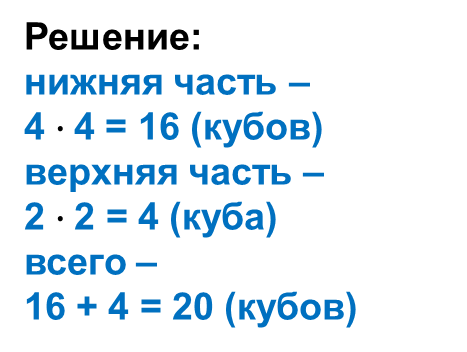 Решение:
нижняя часть –
4 · 4 = 16 (кубов)
верхняя часть –
2 · 2 = 4 (куба)
всего –
16 + 4 = 20 (кубов)